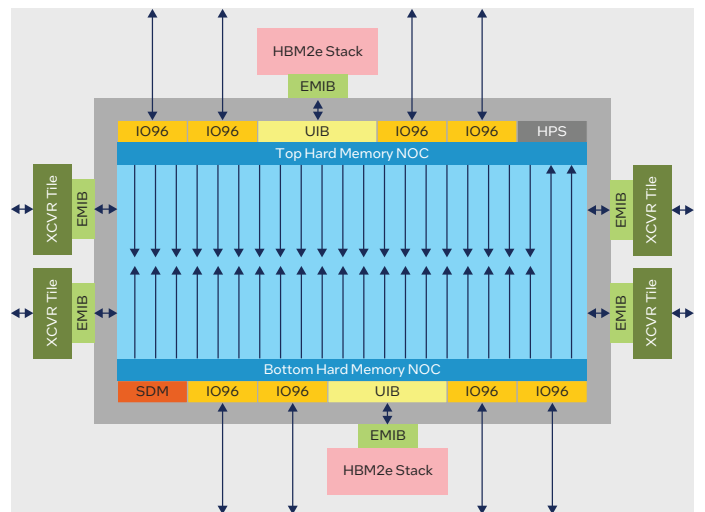 HBM2e Stack
EMIB
IO96
IO96
UIB
IO96
IO96
HPS
Top Hard Memory NOC
XCVR Tile
EMIB
EMIB
XCVR Tile
XCVR Tile
EMIB
EMIB
XCVR Tile
Bottom Hard Memory NOC
SDM
IO96
IO96
UIB
IO96
IO96
EMIB
HBM2e Stack